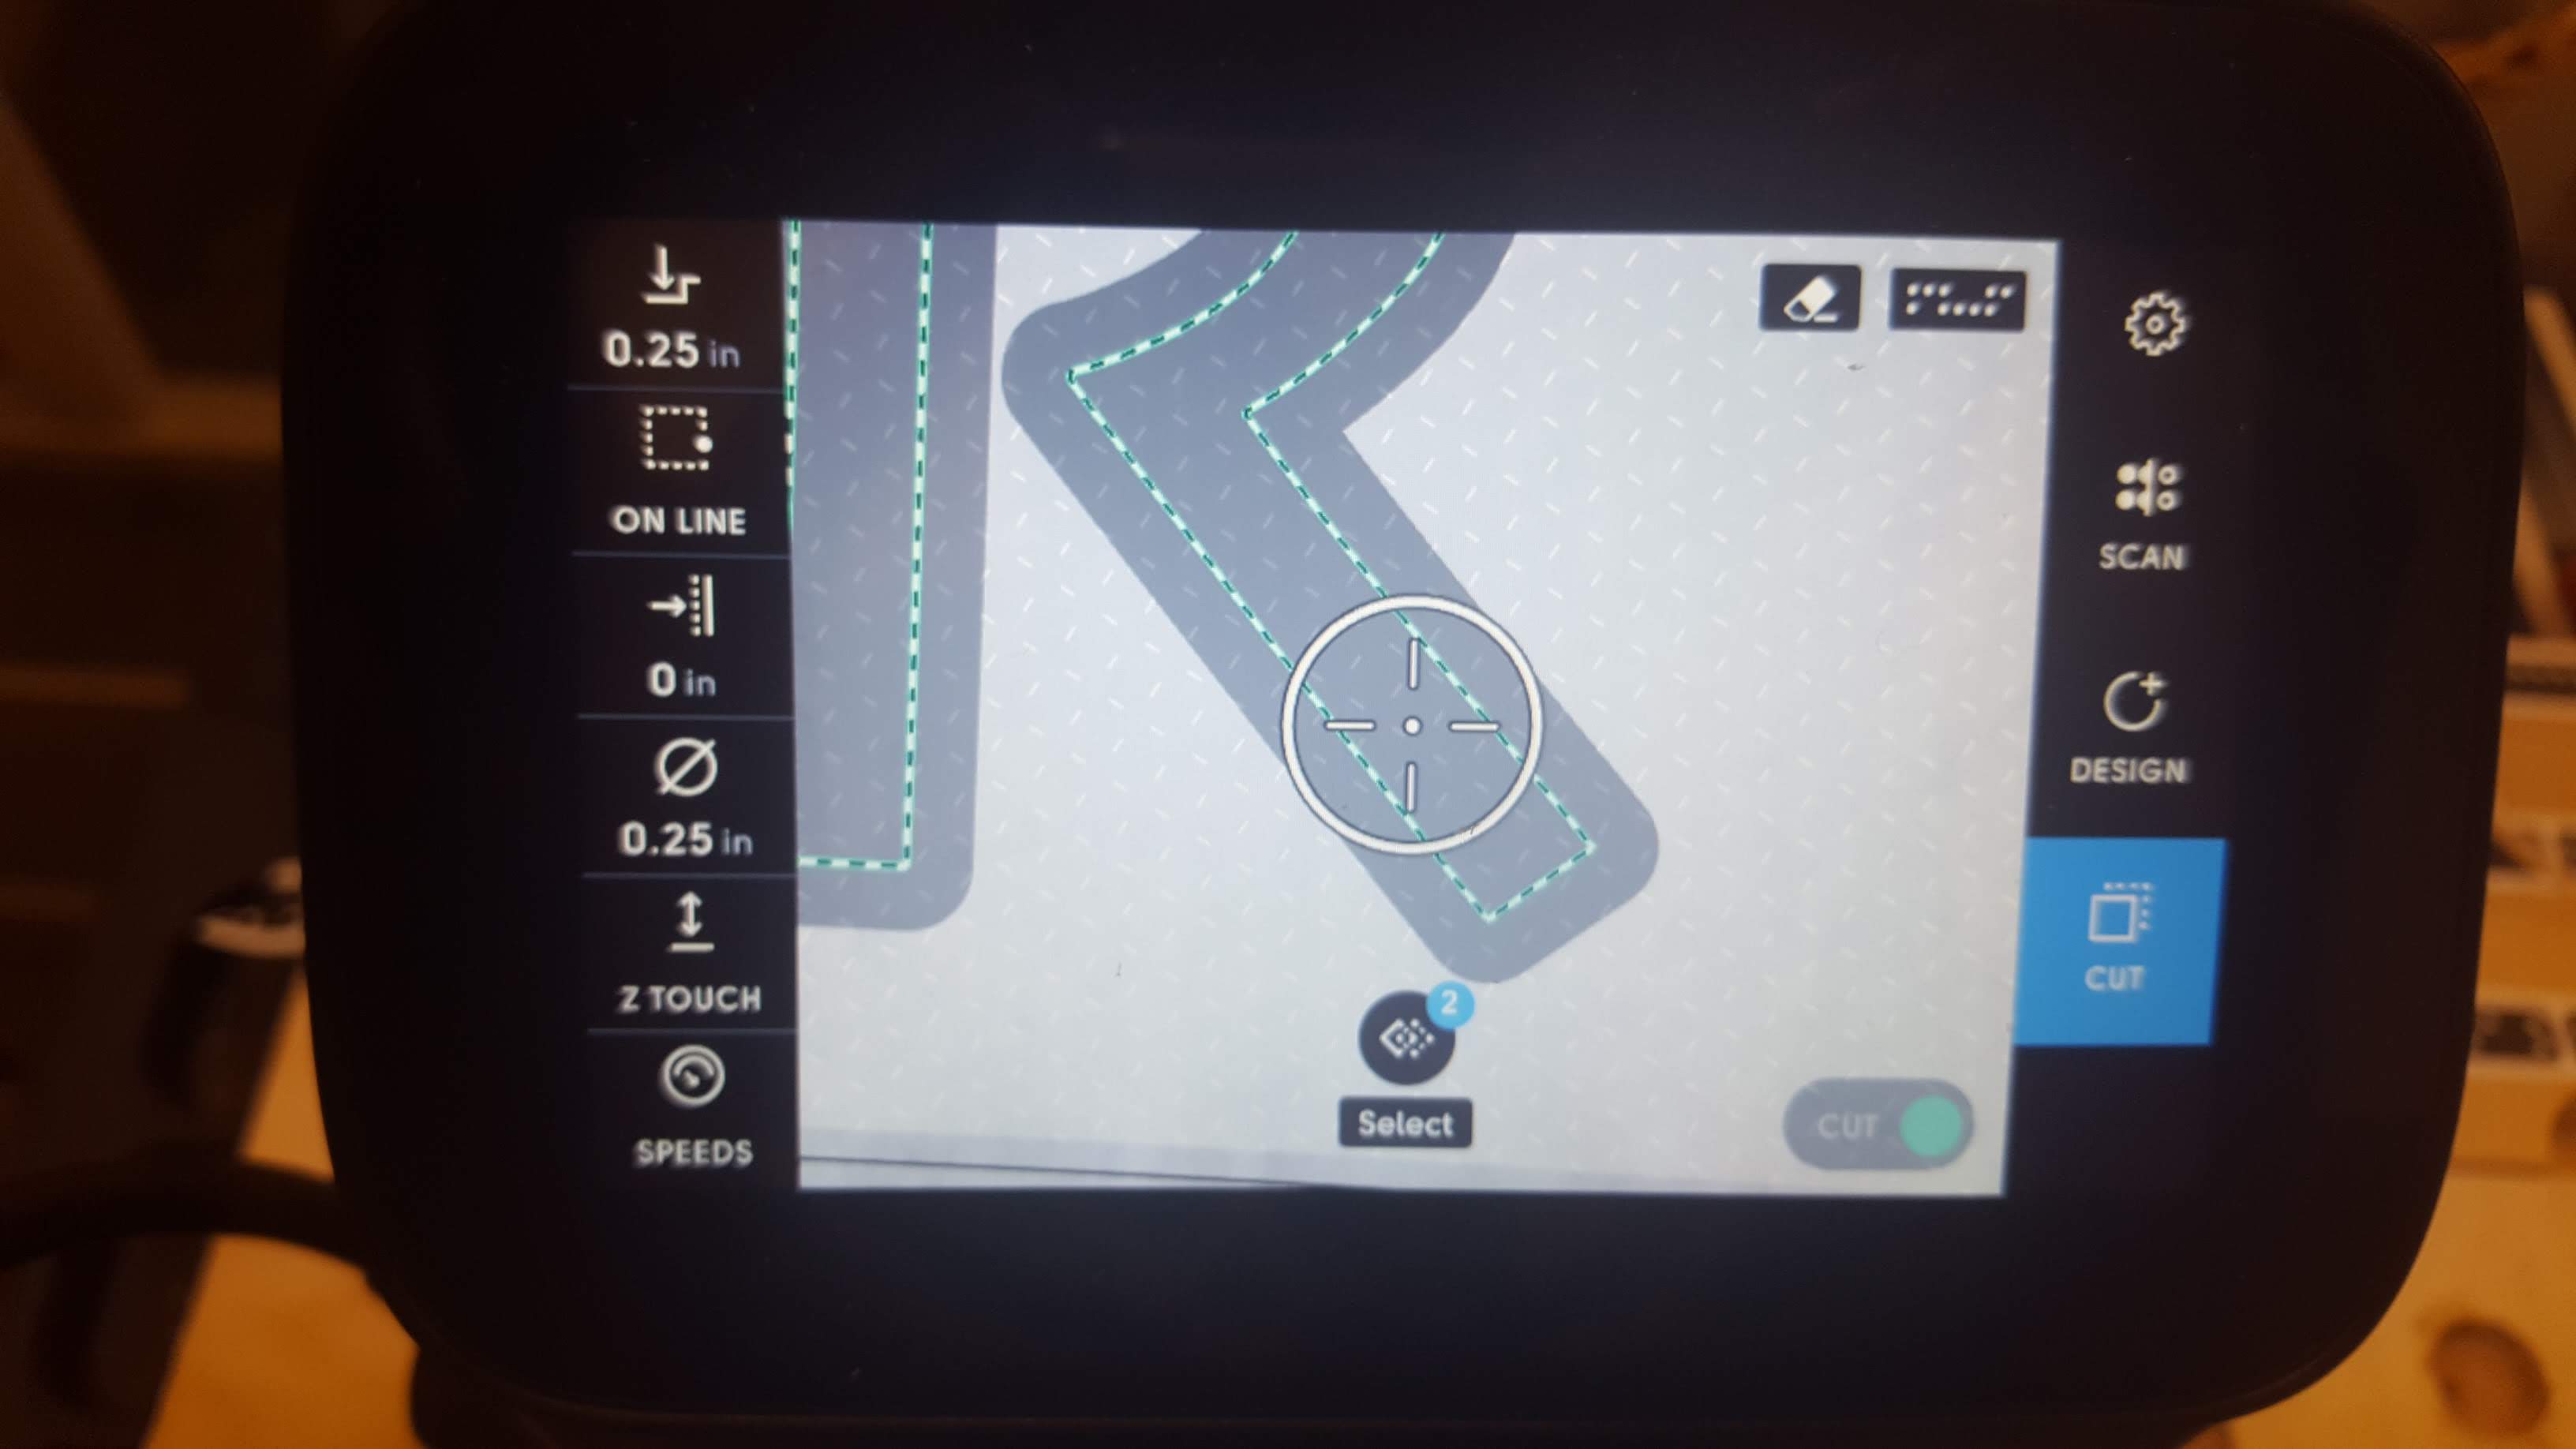 0.25 in
ON LINE
0 in
0.25 in
Z TOUCH
SPEEDS
2
Select
CUT
SCAN
DESIGN
CUT